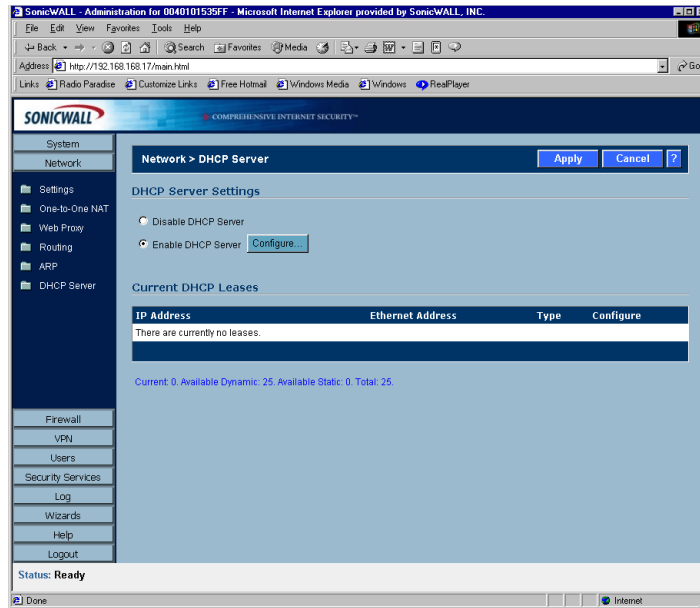 SonicWALL - Administration for 0040101535FF - Microsoft Internet Explorer provided by SonicWALL, INC.
File Edit View Favorites Tools Help
Back Search Favorites Media
Address http://192.168.168.17/main.html Go
Links Radio Paradise Customize Links Free Hotmail Windows Media Windows RealPlayer
SONICWALL COMPREHENSIVE INTERNET SECURITY™
System
Network
Settings
One-to-One NAT
Web Proxy
Routing
ARP
DHCP Server
Firewall
VPN
Users
Security Services
Log
Wizards
Help
Logout
Status: Ready
Network > DHCP Server Apply Cancel ?
DHCP Server Settings
Disable DHCP Server
Enable DHCP Server Configure...
Current DHCP Leases
IP Address Ethernet Address Type Configure
There are currently no leases.
Current: 0. Available Dynamic: 25. Available Static: 0. Total: 25.
Done Internet